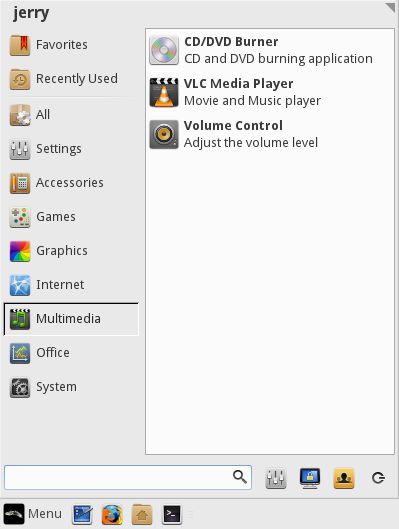 jerry
Favorites
Recently Used
All
Settings
Accessories
Games
Graphics
Internet
Multimedia
Office
System
CD/DVD Burner
CD and DVD burning application
VLC Media Player
Movie and Music player
Volume Control
Adjust the volume level
Menu